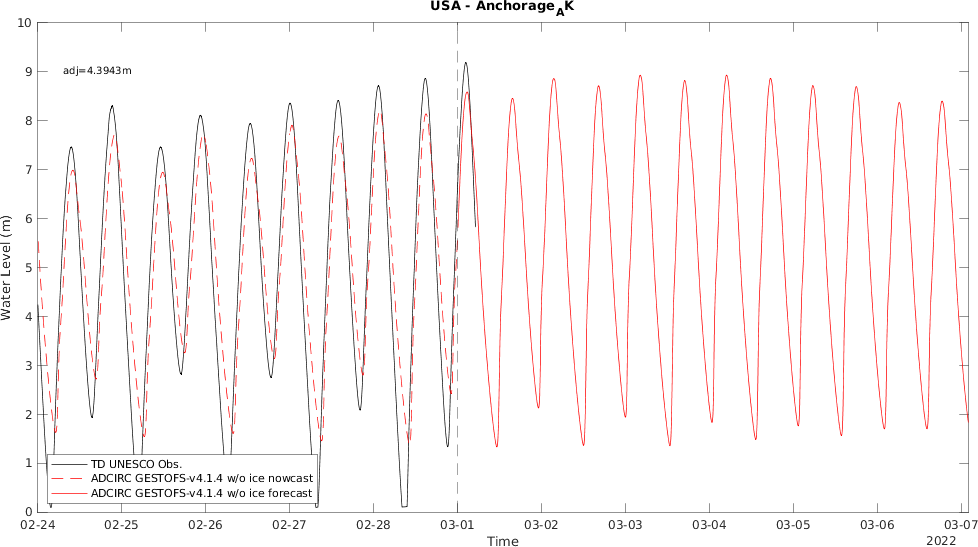 USA - Anchorage_AK
adj=4.3943m
Water Level (m)
10
9
8
7
6
5
4
3
2
1
0
TD UNESCO Obs.
ADCIRC GESTOFS-v4.1.4 w/o ice nowcast
ADCIRC GESTOFS-v4.1.4 w/o ice forecast
02-24 02-25 02-26 02-27 02-28 03-01 03-02 03-03 03-04 03-05 03-06 03-07
Time
2022